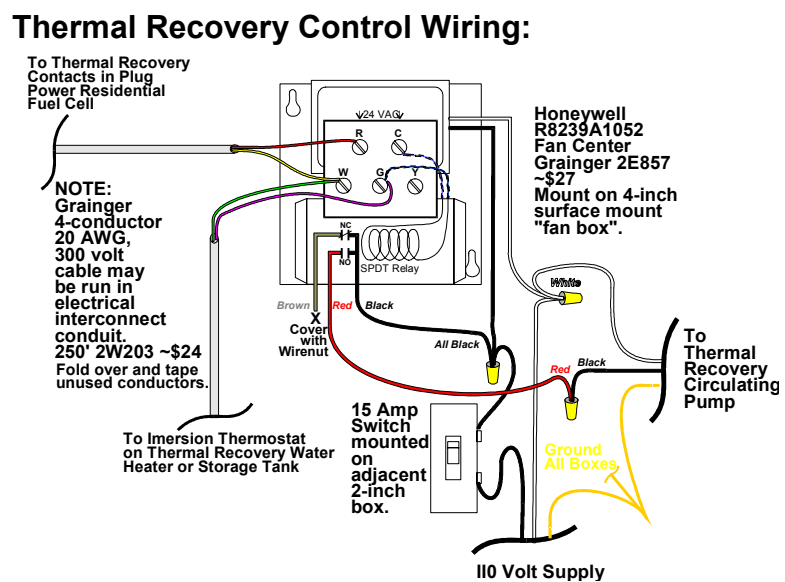 Thermal Recovery Control Wiring:
To Thermal Recovery
Contacts in Plug
Power Residential
Fuel Cell
24 VAC
R
C
W
G
Y
NC
NO
SPDT Relay
Honeywell
R8239A1052
Fan Center
Grainger 2E857
~$27
Mount on 4-inch
surface mount
"fan box".
NOTE:
Grainger
4-conductor
20 AWG,
300 volt
cable may
be run in
electrical
interconnect
conduit.
250' 2W203 ~$24
Fold over and tape
unused conductors.
Brown
Red
Black
X
Cover
with
Wirenut
All Black
White
Red
Black
To
Thermal
Recovery
Circulating
Pump
15 Amp
Switch
mounted
on
adjacent
2-inch
box.
Ground
All Boxes
To Imersion Thermostat
on Thermal Recovery Water
Heater or Storage Tank
II0 Volt Supply